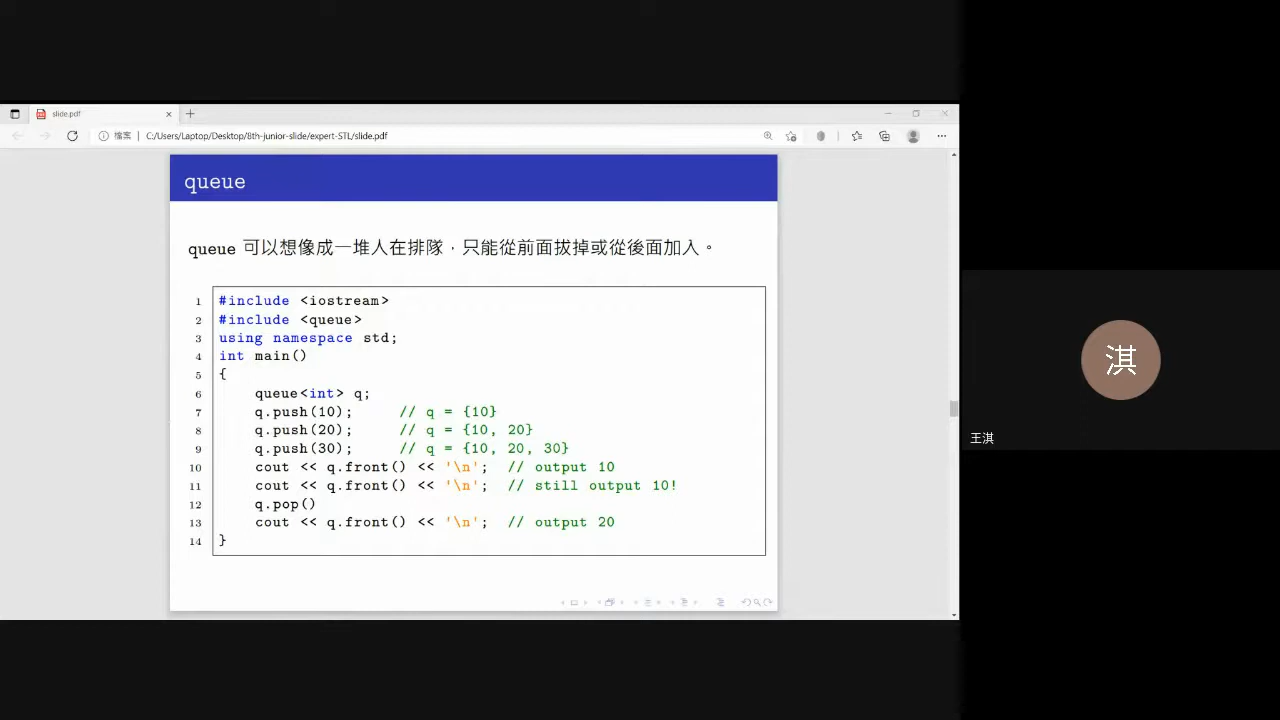 slide.pdf
檔案
C:/Users/Laptop/Desktop/8th-junior-slide/expert-STL/slide.pdf
queue
queue 可以想像成一堆人在排隊，只能從前面拔掉或從後面加入。
1 #include <iostream>
2 #include <queue>
3 using namespace std;
4 int main()
5 {
6 queue<int> q;
7 q.push(10); // q = {10}
8 q.push(20); // q = {10, 20}
9 q.push(30); // q = {10, 20, 30}
10 cout << q.front() << '\n'; // output 10
11 cout << q.front() << '\n'; // still output 10!
12 q.pop()
13 cout << q.front() << '\n'; // output 20
14 }
淇
王淇